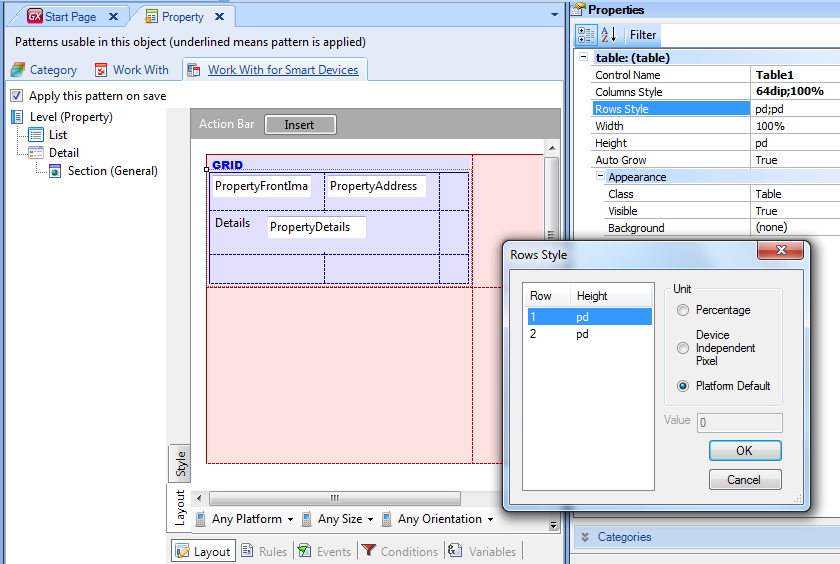 Start Page
Property
Patterns usable in this object (underlined means pattern is applied)
Category
Work With
Work With for Smart Devices
Apply this pattern on save
Level (Property)
List
Detail
Section (General)
Action Bar
Insert
GRID
PropertyFrontIma
PropertyAddress
Details
PropertyDetails
Style
Layout
Any Platform
Any Size
Any Orientation
Layout
Rules
Events
Conditions
Variables
Properties
Filter
table: (table)
Control Name Table1
Columns Style 64dip;100%
Rows Style pd;pd
Width 100%
Height pd
Auto Grow True
Appearance
Class Table
Visible True
Background (none)
Rows Style
Row Height
1 pd
2 pd
Unit
Percentage
Device
Independent
Pixel
Platform Default
Value 0
OK
Cancel
Categories